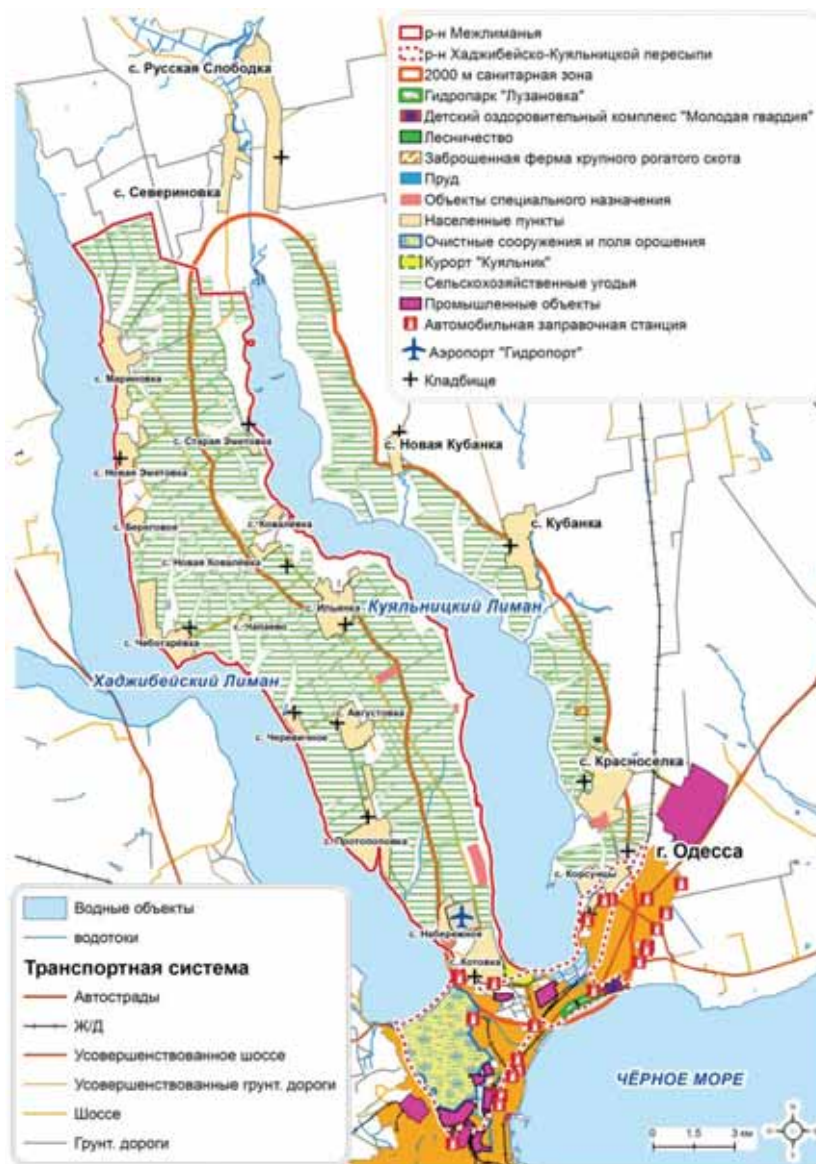 р-н Межлиманья
р-н Хаджибейско-Куяльницкой пересыпи
2000 м санитарная зона
Гидропарк "Лузановка"
Детский оздоровительный комплекс "Молодая гвардия"
Лесничество
Заброшенная ферма крупного рогатого скота
Пруд
Объекты специального назначения
Населенные пункты
Очистные сооружения и поля орошения
Курорт "Куяльник"
Сельскохозяйственные угодья
Промышленные объекты
Автомобильная заправочная станция
Аэропорт "Гидропорт"
Кладбище
с. Русская Слободка
с. Севериновка
с. Мариновка
с. Старая Эметовка
с. Новая Кубанка
с. Новая Эметовка
с. Береговое
с. Ковалевка
с. Кубанка
с. Новая Ковалевка
с. Ильинка
Куяльницкий Лиман
с. Чапаево
с. Чеботаревка
Хаджибейский Лиман
с. Августовка
с. Черевичное
с. Красноселка
с. Протопоповка
г. Одесса
с. Корсунцы
с. Набережное
с. Котовка
ЧЁРНОЕ МОРЕ
0 1.5 3 км
Водные объекты
водотоки
Транспортная система
Автострады
Ж/Д
Усовершенствованное шоссе
Усовершенствованные грунт. дороги
Шоссе
Грунт. дороги